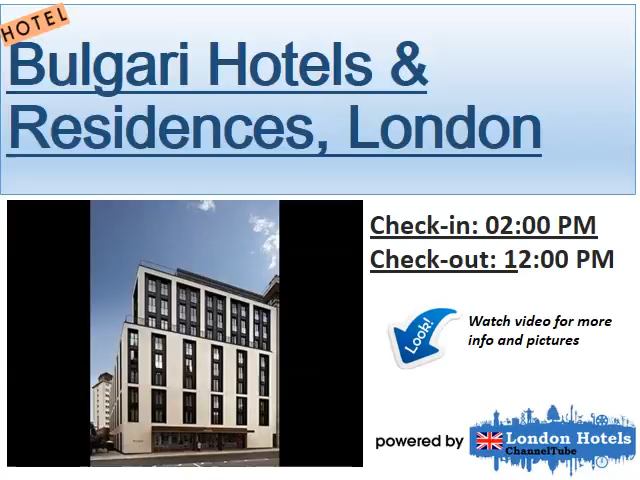 HOTEL
Bulgari Hotels &
Residences, London
Check-in: 02:00 PM
Check-out: 12:00 PM
Look!
Watch video for more
info and pictures
powered by
London Hotels
ChannelTube